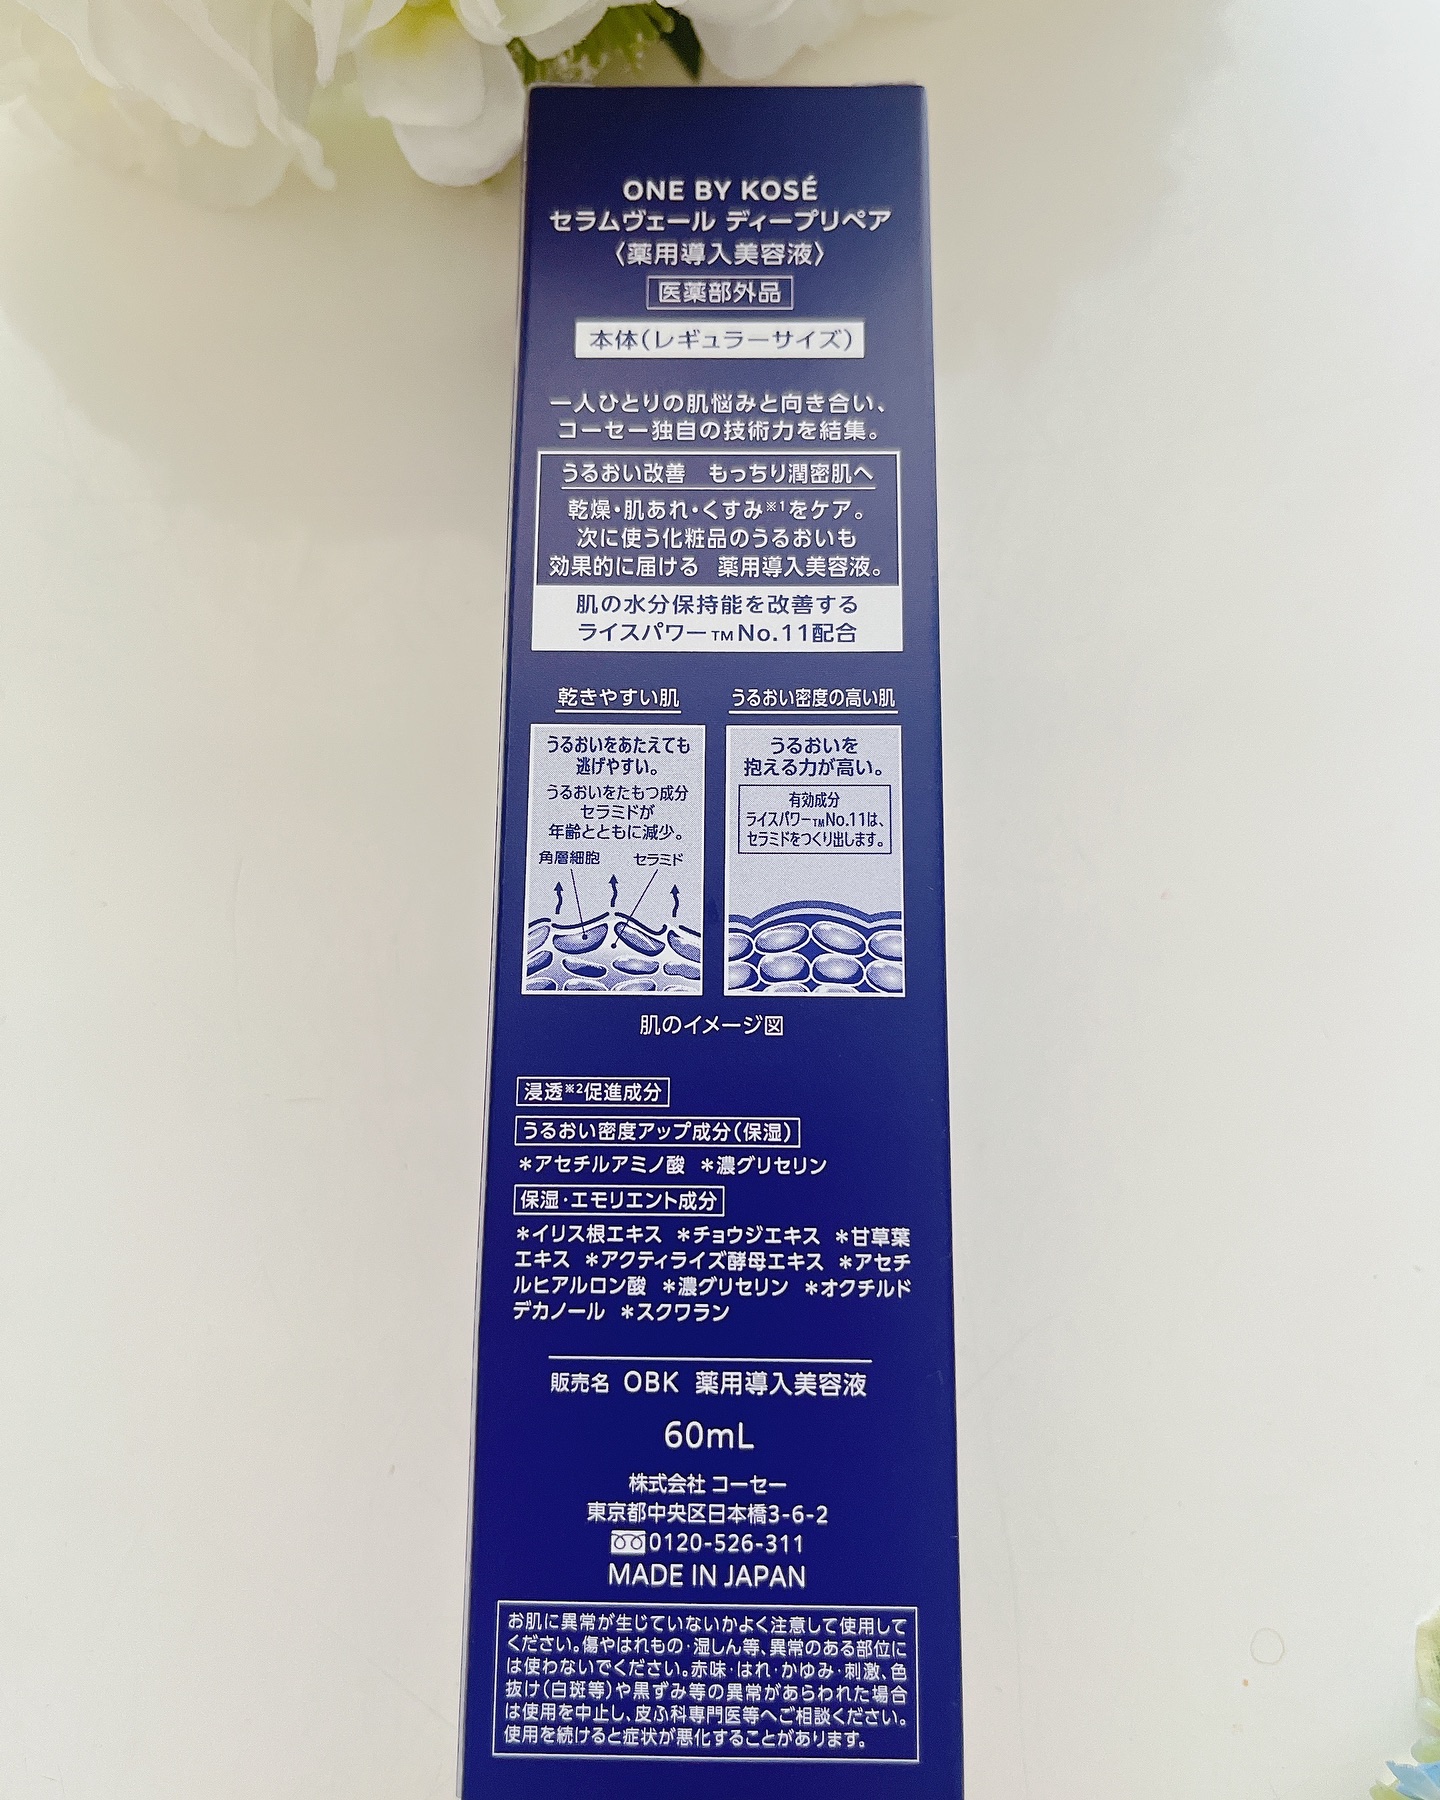 ONE BY KOSÉ
セラムヴェール ディープリペア
〈薬用導入美容液〉
医薬部外品
本体(レギュラーサイズ)
一人ひとりの肌悩みと向き合い、
コーセー独自の技術力を結集。
うるおい改善 もっちり潤密肌へ
乾燥・肌あれ・くすみ※1をケア。
次に使う化粧品のうるおいも
効果的に届ける 薬用導入美容液。
肌の水分保持能を改善する
ライスパワー™No.11配合
乾きやすい肌
うるおいをあたえても
逃げやすい。
うるおいをたもつ成分
セラミドが
年齢とともに減少。
角層細胞 セラミド
うるおい密度の高い肌
うるおいを
抱える力が高い。
有効成分
ライスパワー™No.11は、
セラミドをつくり出します。
肌のイメージ図
浸透※2促進成分
うるおい密度アップ成分(保湿)
＊アセチルアミノ酸 ＊濃グリセリン
保湿・エモリエント成分
＊イリス根エキス ＊チョウジエキス ＊甘草葉
エキス ＊アクティライズ酵母エキス ＊アセチ
ルヒアルロン酸 ＊濃グリセリン ＊オクチルド
デカノール ＊スクワラン
販売名 OBK 薬用導入美容液
60mL
株式会社 コーセー
東京都中央区日本橋3-6-2
0120-526-311
MADE IN JAPAN
お肌に異常が生じていないかよく注意して使用して
ください。傷やはれもの・湿しん等、異常のある部位に
は使わないでください。赤味・はれ・かゆみ・刺激、色
抜け(白斑等)や黒ずみ等の異常があらわれた場合
は使用を中止し、皮ふ科専門医等へご相談ください。
使用を続けると症状が悪化することがあります。